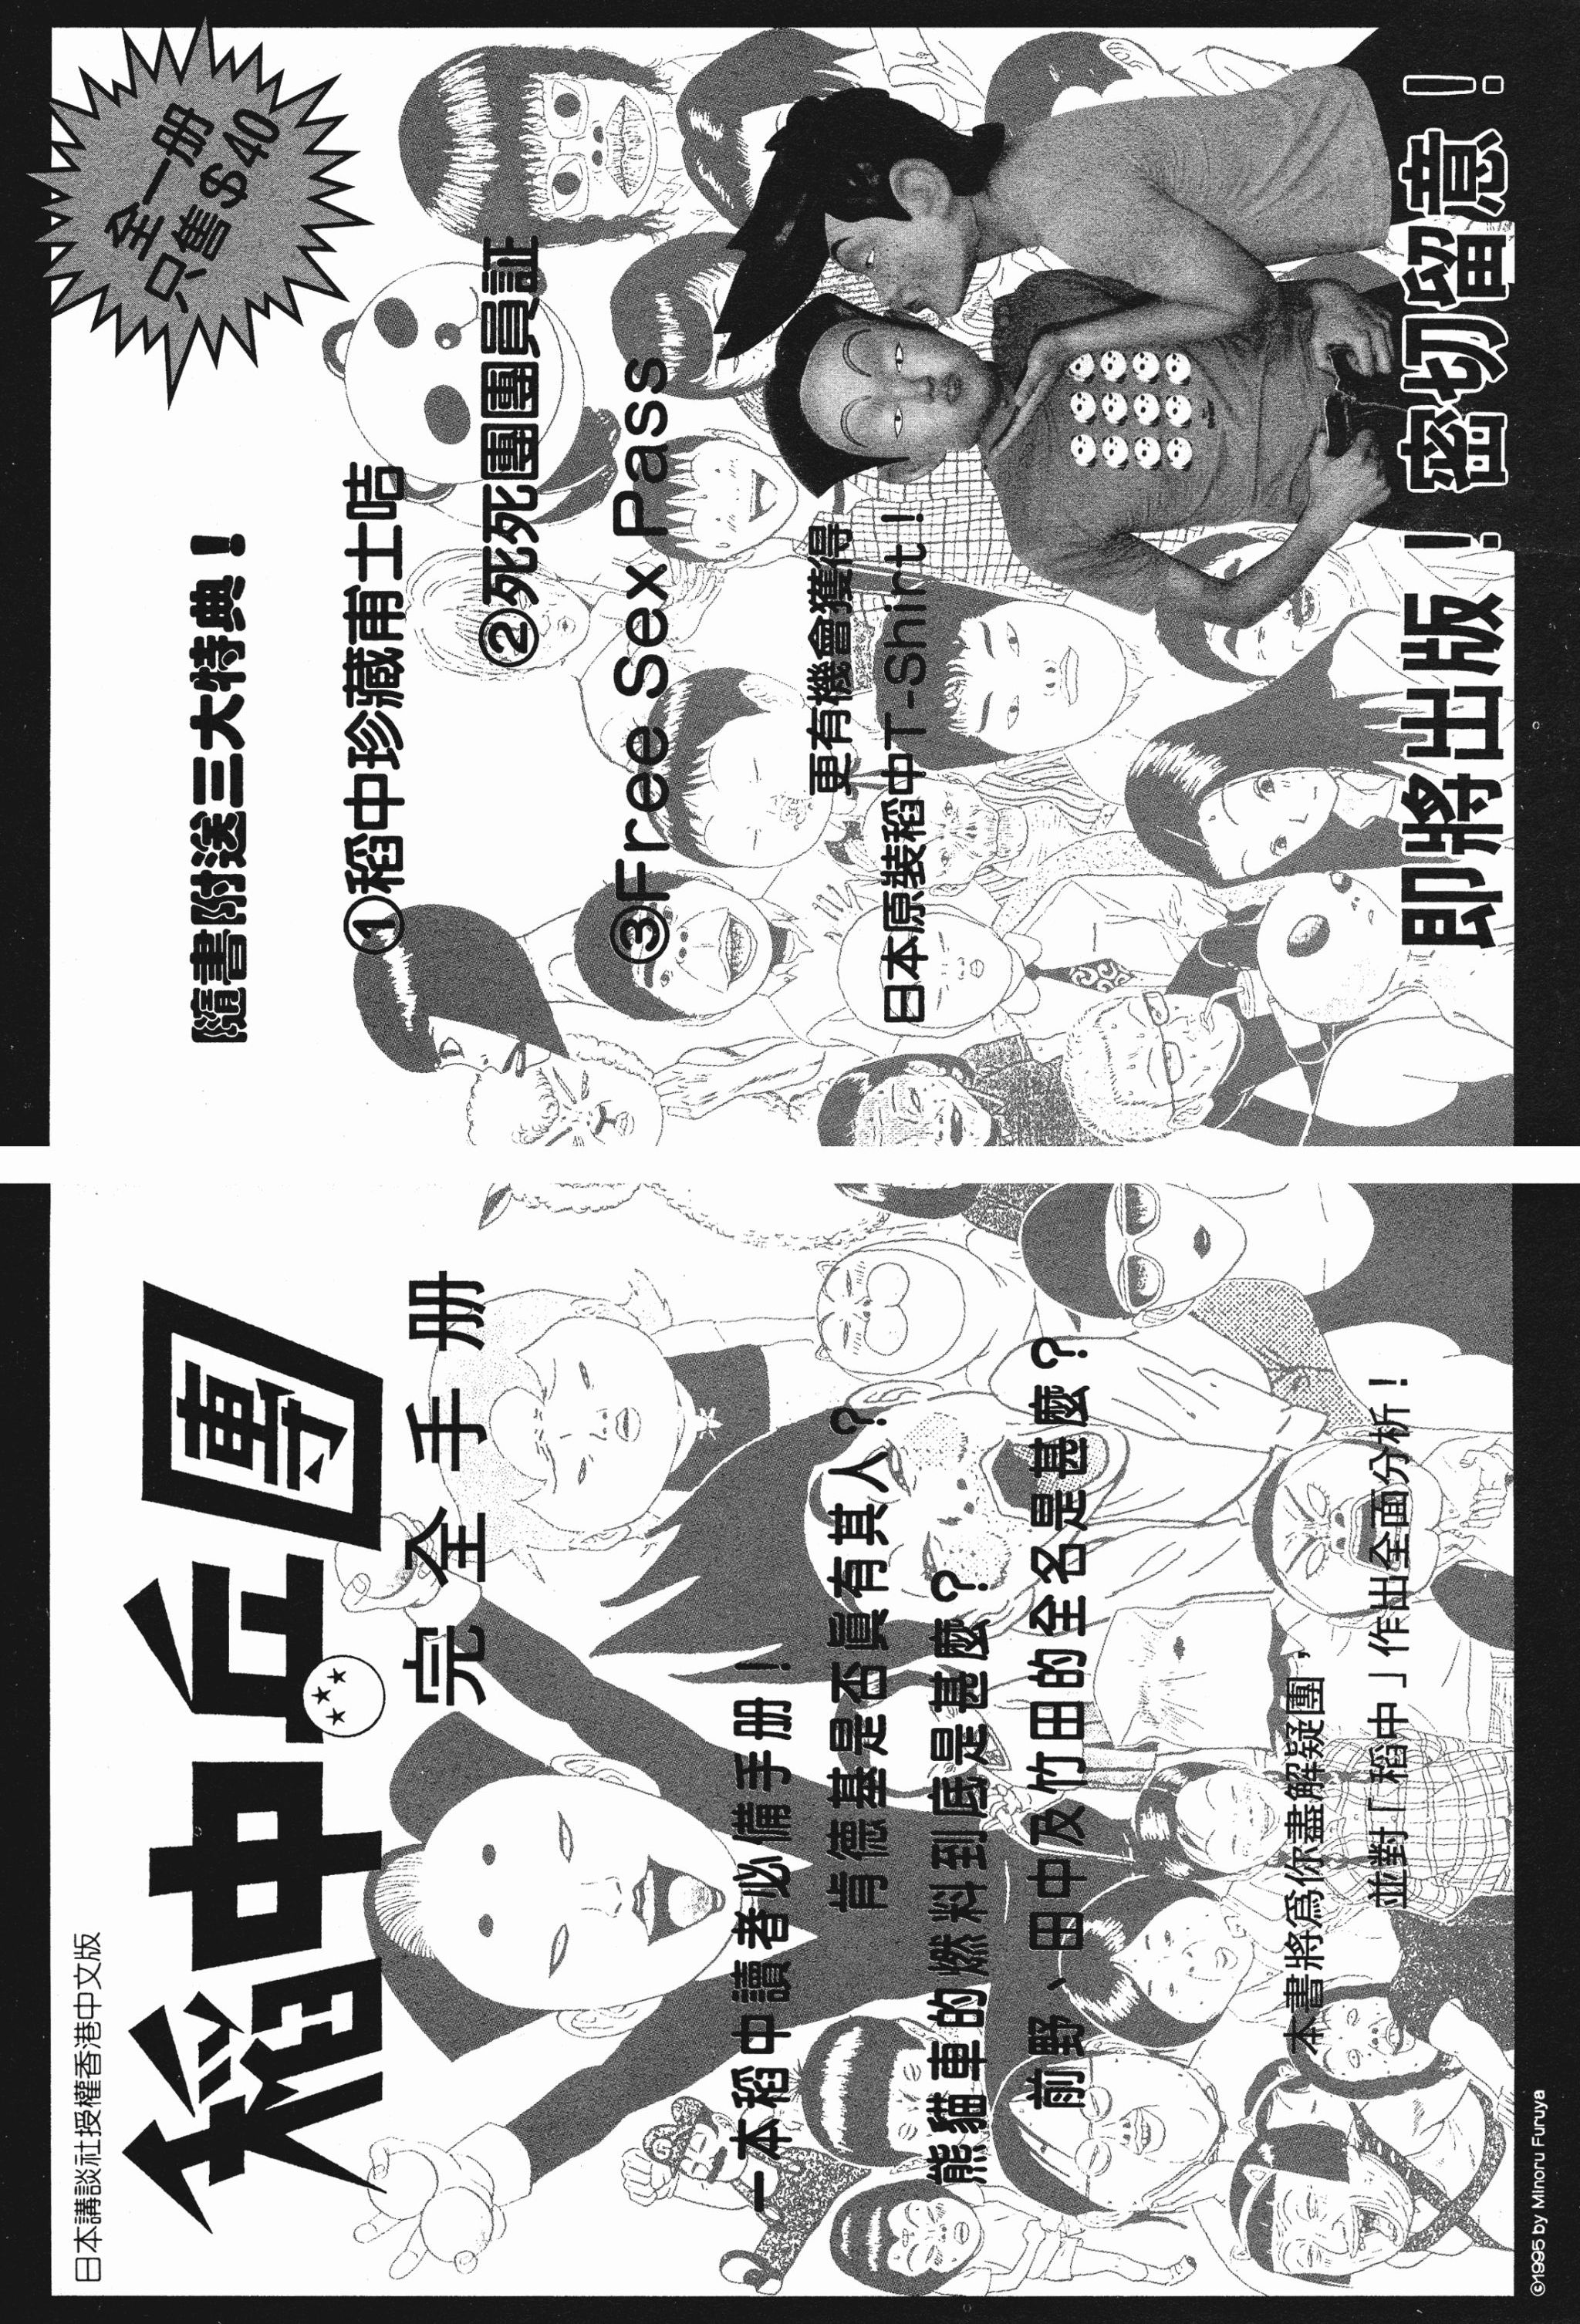 日本講談社授權香港中文版
稻中兵團
完全手册
一本稻中讀者必備手册！
肯德基是否眞有其人？
熊貓車的燃料到底是甚麼？
前野、田中及竹田的全名是甚麼？
本書將爲你盡解疑團，
並對「稻中」作出全面分析！
©1995 by Minoru Furuya
全一册
只售$40
隨書附送三大特典！
①稻中珍藏甫士咭
②死死團團員証
③Free Sex Pass
更有機會獲得
日本原裝稻中T-Shirt！
即將出版！密切留意！